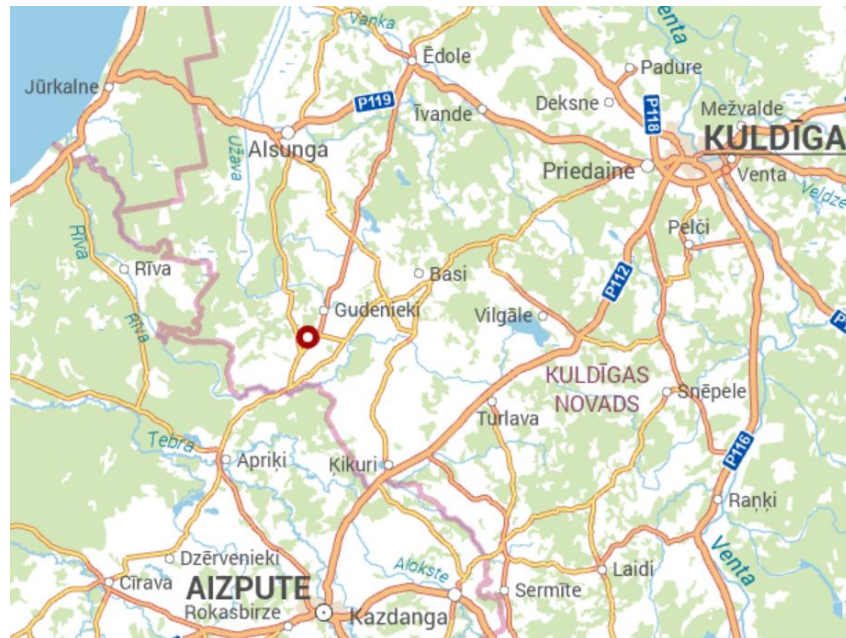 Vanka
Venta
Ēdole
Padure
Jūrkalne
P119
Deksne
Mežvalde
Īvande
P118
KULDĪGA
Užava
Alsunga
Priedaine
Venta
Veldze
Rīva
Pelči
Rīva
Basi
P112
Gudenieki
Vilgāle
Rīva
KULDĪGAS
NOVADS
Snēpele
Turlava
Tebra
Apriķi
Ķikuri
P116
Raņķi
Venta
Dzērvenieki
Alokste
Laidi
Cīrava
AIZPUTE
Sermīte
Rokasbirze
Kazdanga